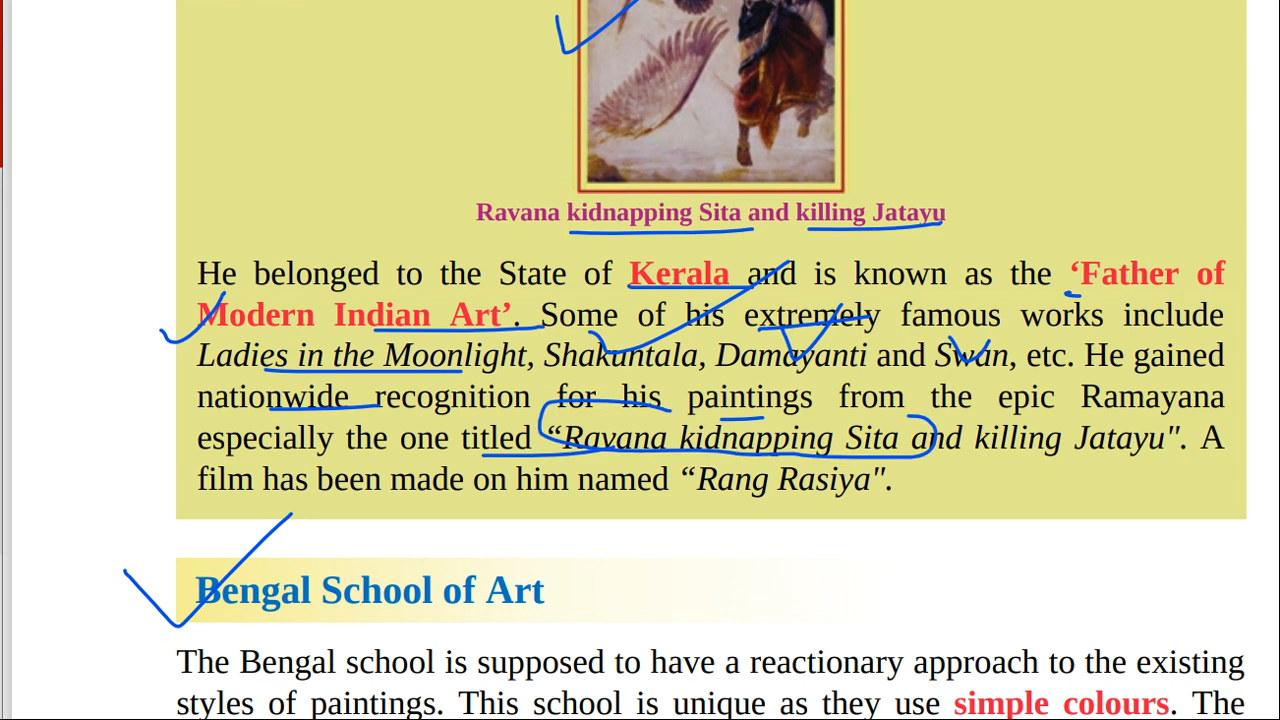 Ravana kidnapping Sita and killing Jatayu
He belonged to the State of Kerala and is known as the ‘Father of
Modern Indian Art’. Some of his extremely famous works include
Ladies in the Moonlight, Shakuntala, Damayanti and Swan, etc. He gained
nationwide recognition for his paintings from the epic Ramayana
especially the one titled “Ravana kidnapping Sita and killing Jatayu". A
film has been made on him named “Rang Rasiya".
Bengal School of Art
The Bengal school is supposed to have a reactionary approach to the existing
styles of paintings. This school is unique as they use simple colours. The